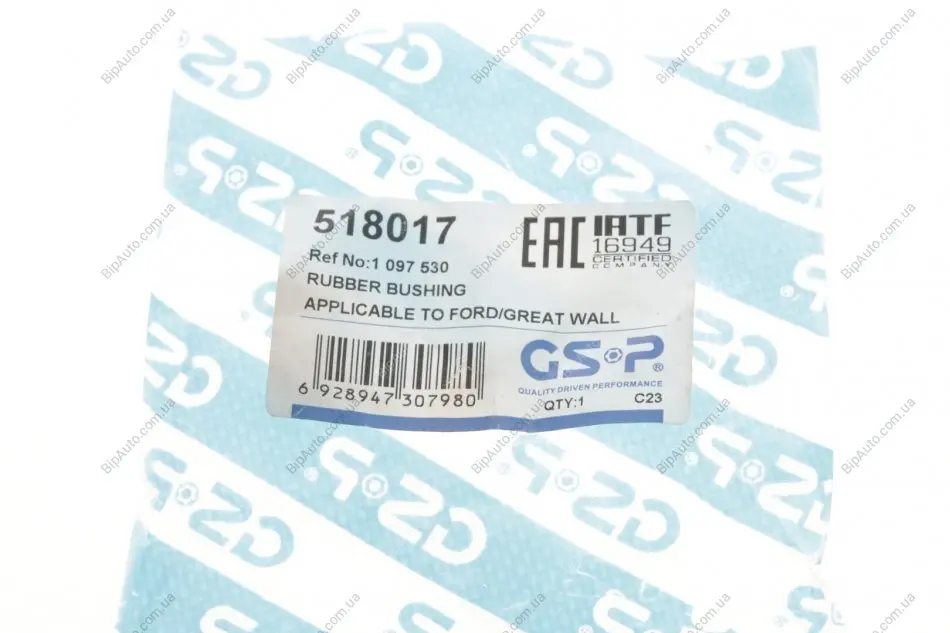 518017
Ref No:1 097 530
RUBBER BUSHING
APPLICABLE TO FORD/GREAT WALL
EAC
IATF
16949
CERTIFIED
COMPANY
6 928947 307980
GS·P®
QUALITY DRIVEN PERFORMANCE
QTY:1
C23
BipAuto.com.ua